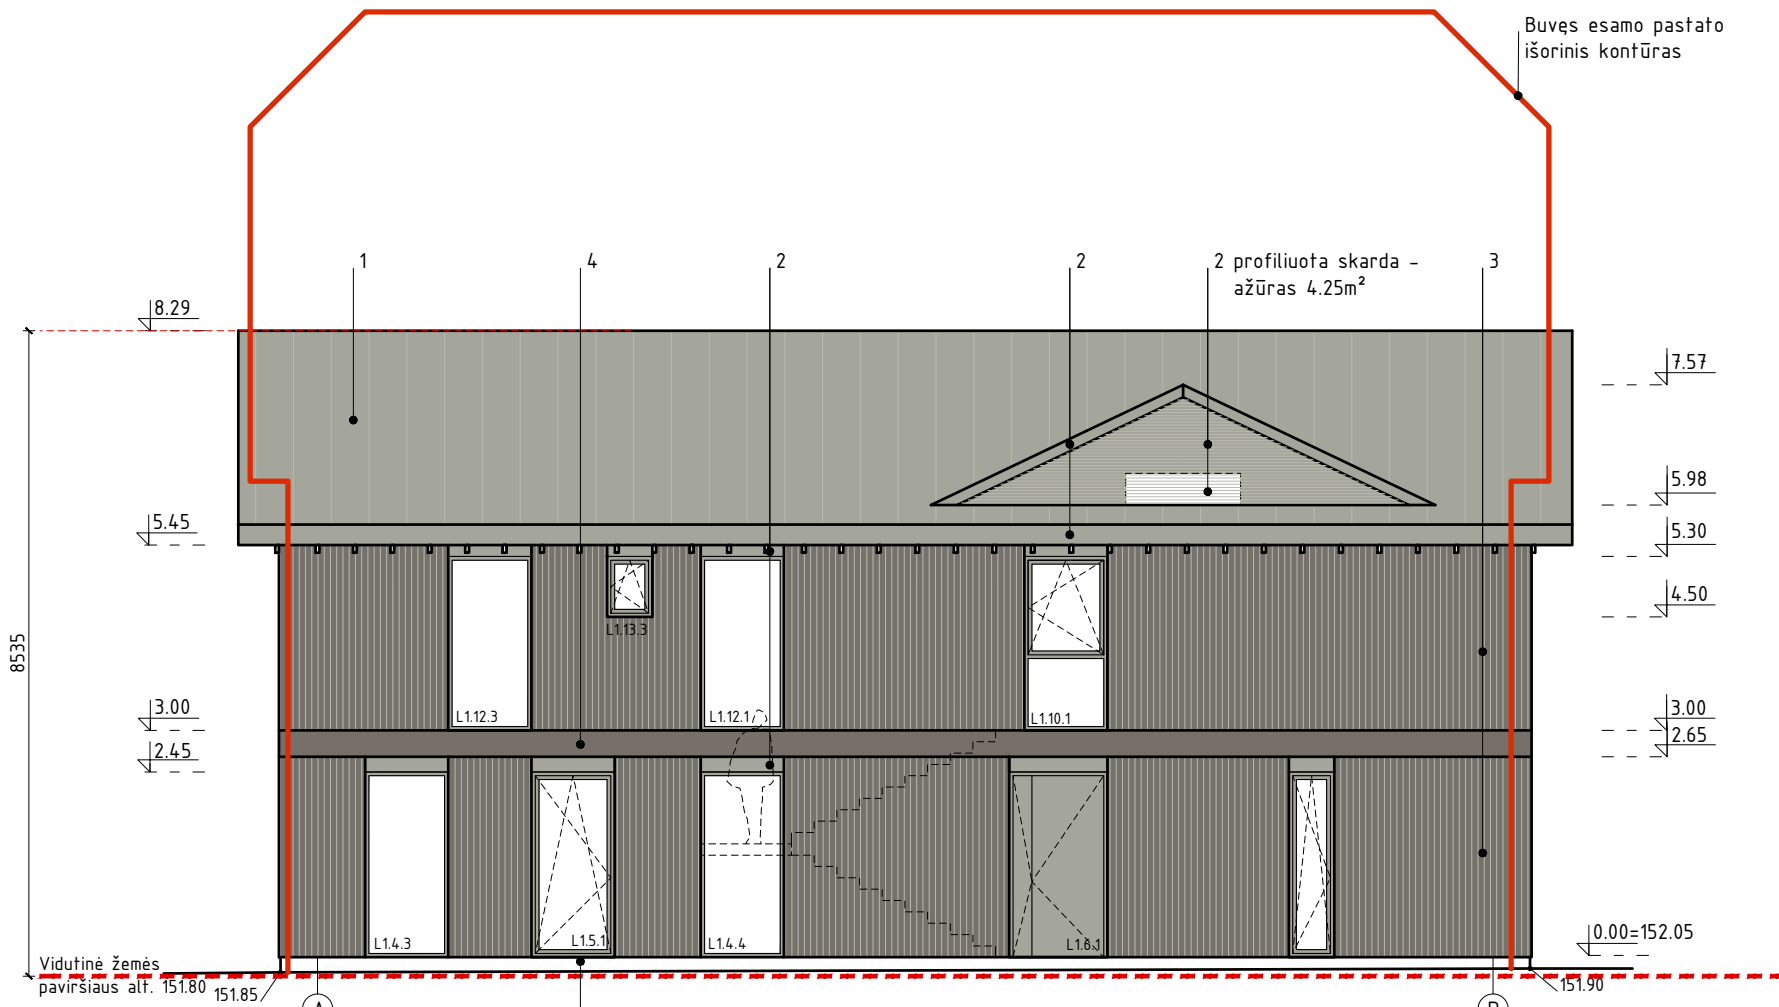 Buvęs esamo pastato
išorinis kontūras
1
4
2
2
2 profiliuota skarda -
ažūras 4.25m²
3
8.29
7.57
5.98
5.45
5.30
4.50
L1.13.3
8535
L1.12.3
L1.12.1
L1.10.1
3.00
3.00
2.45
2.65
L1.4.3
L1.5.1
L1.4.4
L1.6.1
0.00=152.05
Vidutinė žemės
paviršiaus alt. 151.80
151.85
151.90